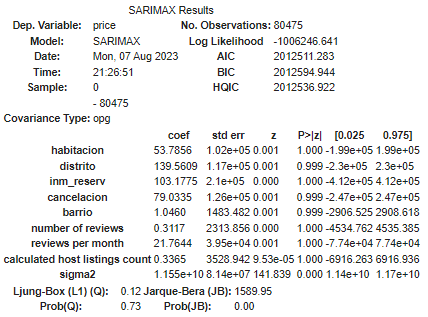 SARIMAX Results
Dep. Variable: price No. Observations: 80475
Model: SARIMAX Log Likelihood -1006246.641
Date: Mon, 07 Aug 2023 AIC 2012511.283
Time: 21:26:51 BIC 2012594.944
Sample: 0 HQIC 2012536.922
- 80475
Covariance Type: opg
coef std err z P>|z| [0.025 0.975]
habitacion 53.7856 1.02e+05 0.001 1.000 -1.99e+05 1.99e+05
distrito 139.5609 1.17e+05 0.001 0.999 -2.3e+05 2.3e+05
inm_reserv 103.1775 2.1e+05 0.000 1.000 -4.12e+05 4.12e+05
cancelacion 79.0335 1.26e+05 0.001 0.999 -2.47e+05 2.47e+05
barrio 1.0460 1483.482 0.001 0.999 -2906.525 2908.618
number of reviews 0.3117 2313.856 0.000 1.000 -4534.762 4535.385
reviews per month 21.7644 3.95e+04 0.001 1.000 -7.74e+04 7.74e+04
calculated host listings count 0.3365 3528.942 9.53e-05 1.000 -6916.263 6916.936
sigma2 1.155e+10 8.14e+07 141.839 0.000 1.14e+10 1.17e+10
Ljung-Box (L1) (Q): 0.12 Jarque-Bera (JB): 1589.95
Prob(Q): 0.73 Prob(JB): 0.00